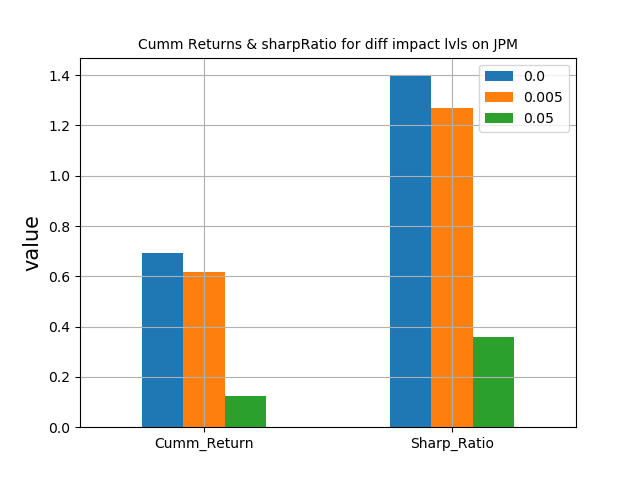 Cumm Returns & sharpRatio for diff impact lvls on JPM
value
1.4
1.2
1.0
0.8
0.6
0.4
0.2
0.0
0.0
0.005
0.05
Cumm_Return
Sharp_Ratio